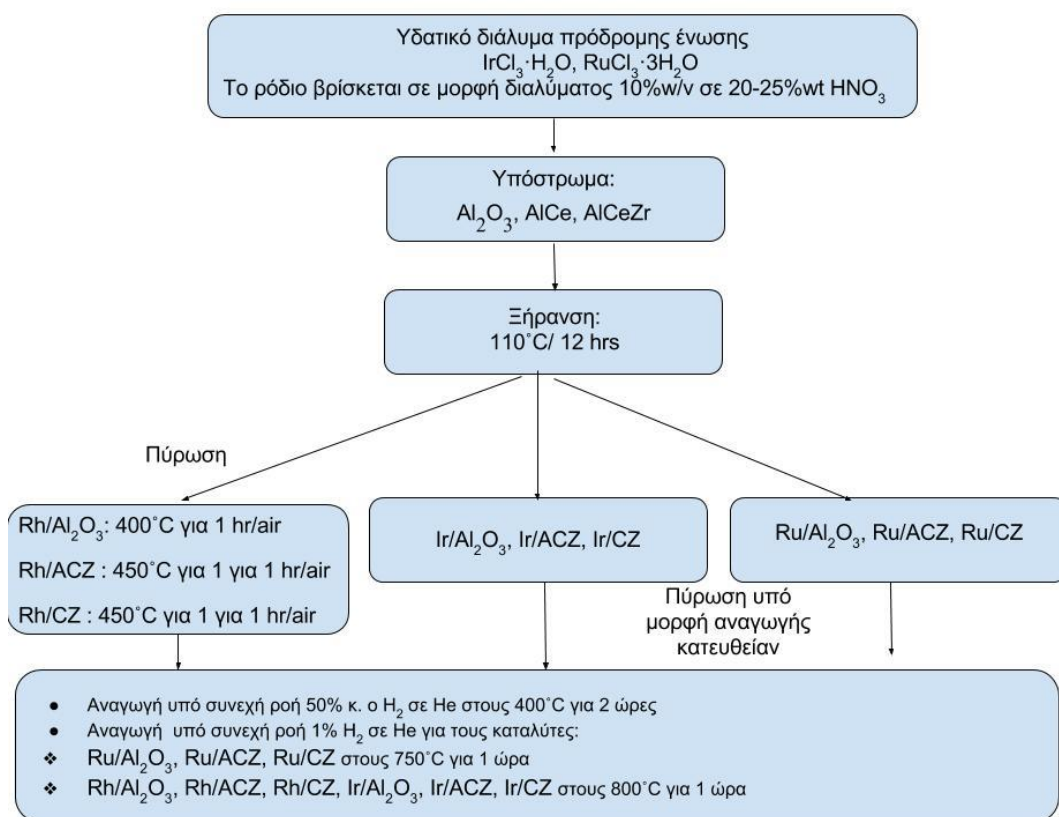 Υδατικό διάλυμα πρόδρομης ένωσης
IrCl₃·H₂O, RuCl₃·3H₂O
Το ρόδιο βρίσκεται σε μορφή διαλύματος 10%w/v σε 20-25%wt HNO₃
Υπόστρωμα:
Al₂O₃, AlCe, AlCeZr
Ξήρανση:
110˚C/ 12 hrs
Πύρωση
Rh/Al₂O₃: 400˚C για 1 hr/air
Rh/ACZ : 450˚C για 1 για 1 hr/air
Rh/CZ : 450˚C για 1 για 1 hr/air
Ir/Al₂O₃, Ir/ACZ, Ir/CZ
Ru/Al₂O₃, Ru/ACZ, Ru/CZ
Πύρωση υπό
μορφή αναγωγής
κατευθείαν
● Αναγωγή υπό συνεχή ροή 50% κ. ο H₂ σε He στους 400˚C για 2 ώρες
● Αναγωγή υπό συνεχή ροή 1% H₂ σε He για τους καταλύτες:
❖ Ru/Al₂O₃, Ru/ACZ, Ru/CZ στους 750˚C για 1 ώρα
❖ Rh/Al₂O₃, Rh/ACZ, Rh/CZ, Ir/Al₂O₃, Ir/ACZ, Ir/CZ στους 800˚C για 1 ώρα